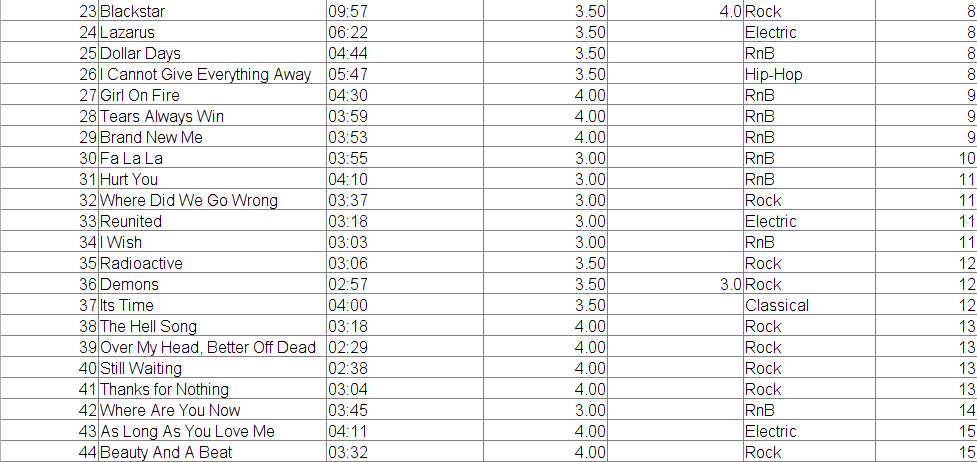 23 Blackstar 09:57 3.50 4.0 Rock 8
24 Lazarus 06:22 3.50 Electric 8
25 Dollar Days 04:44 3.50 RnB 8
26 I Cannot Give Everything Away 05:47 3.50 Hip-Hop 8
27 Girl On Fire 04:30 4.00 RnB 9
28 Tears Always Win 03:59 4.00 RnB 9
29 Brand New Me 03:53 4.00 RnB 9
30 Fa La La 03:55 3.00 RnB 10
31 Hurt You 04:10 3.00 RnB 11
32 Where Did We Go Wrong 03:37 3.00 Rock 11
33 Reunited 03:18 3.00 Electric 11
34 I Wish 03:03 3.00 RnB 11
35 Radioactive 03:06 3.50 Rock 12
36 Demons 02:57 3.50 3.0 Rock 12
37 Its Time 04:00 3.50 Classical 12
38 The Hell Song 03:18 4.00 Rock 13
39 Over My Head, Better Off Dead 02:29 4.00 Rock 13
40 Still Waiting 02:38 4.00 Rock 13
41 Thanks for Nothing 03:04 4.00 Rock 13
42 Where Are You Now 03:45 3.00 RnB 14
43 As Long As You Love Me 04:11 4.00 Electric 15
44 Beauty And A Beat 03:32 4.00 Rock 15